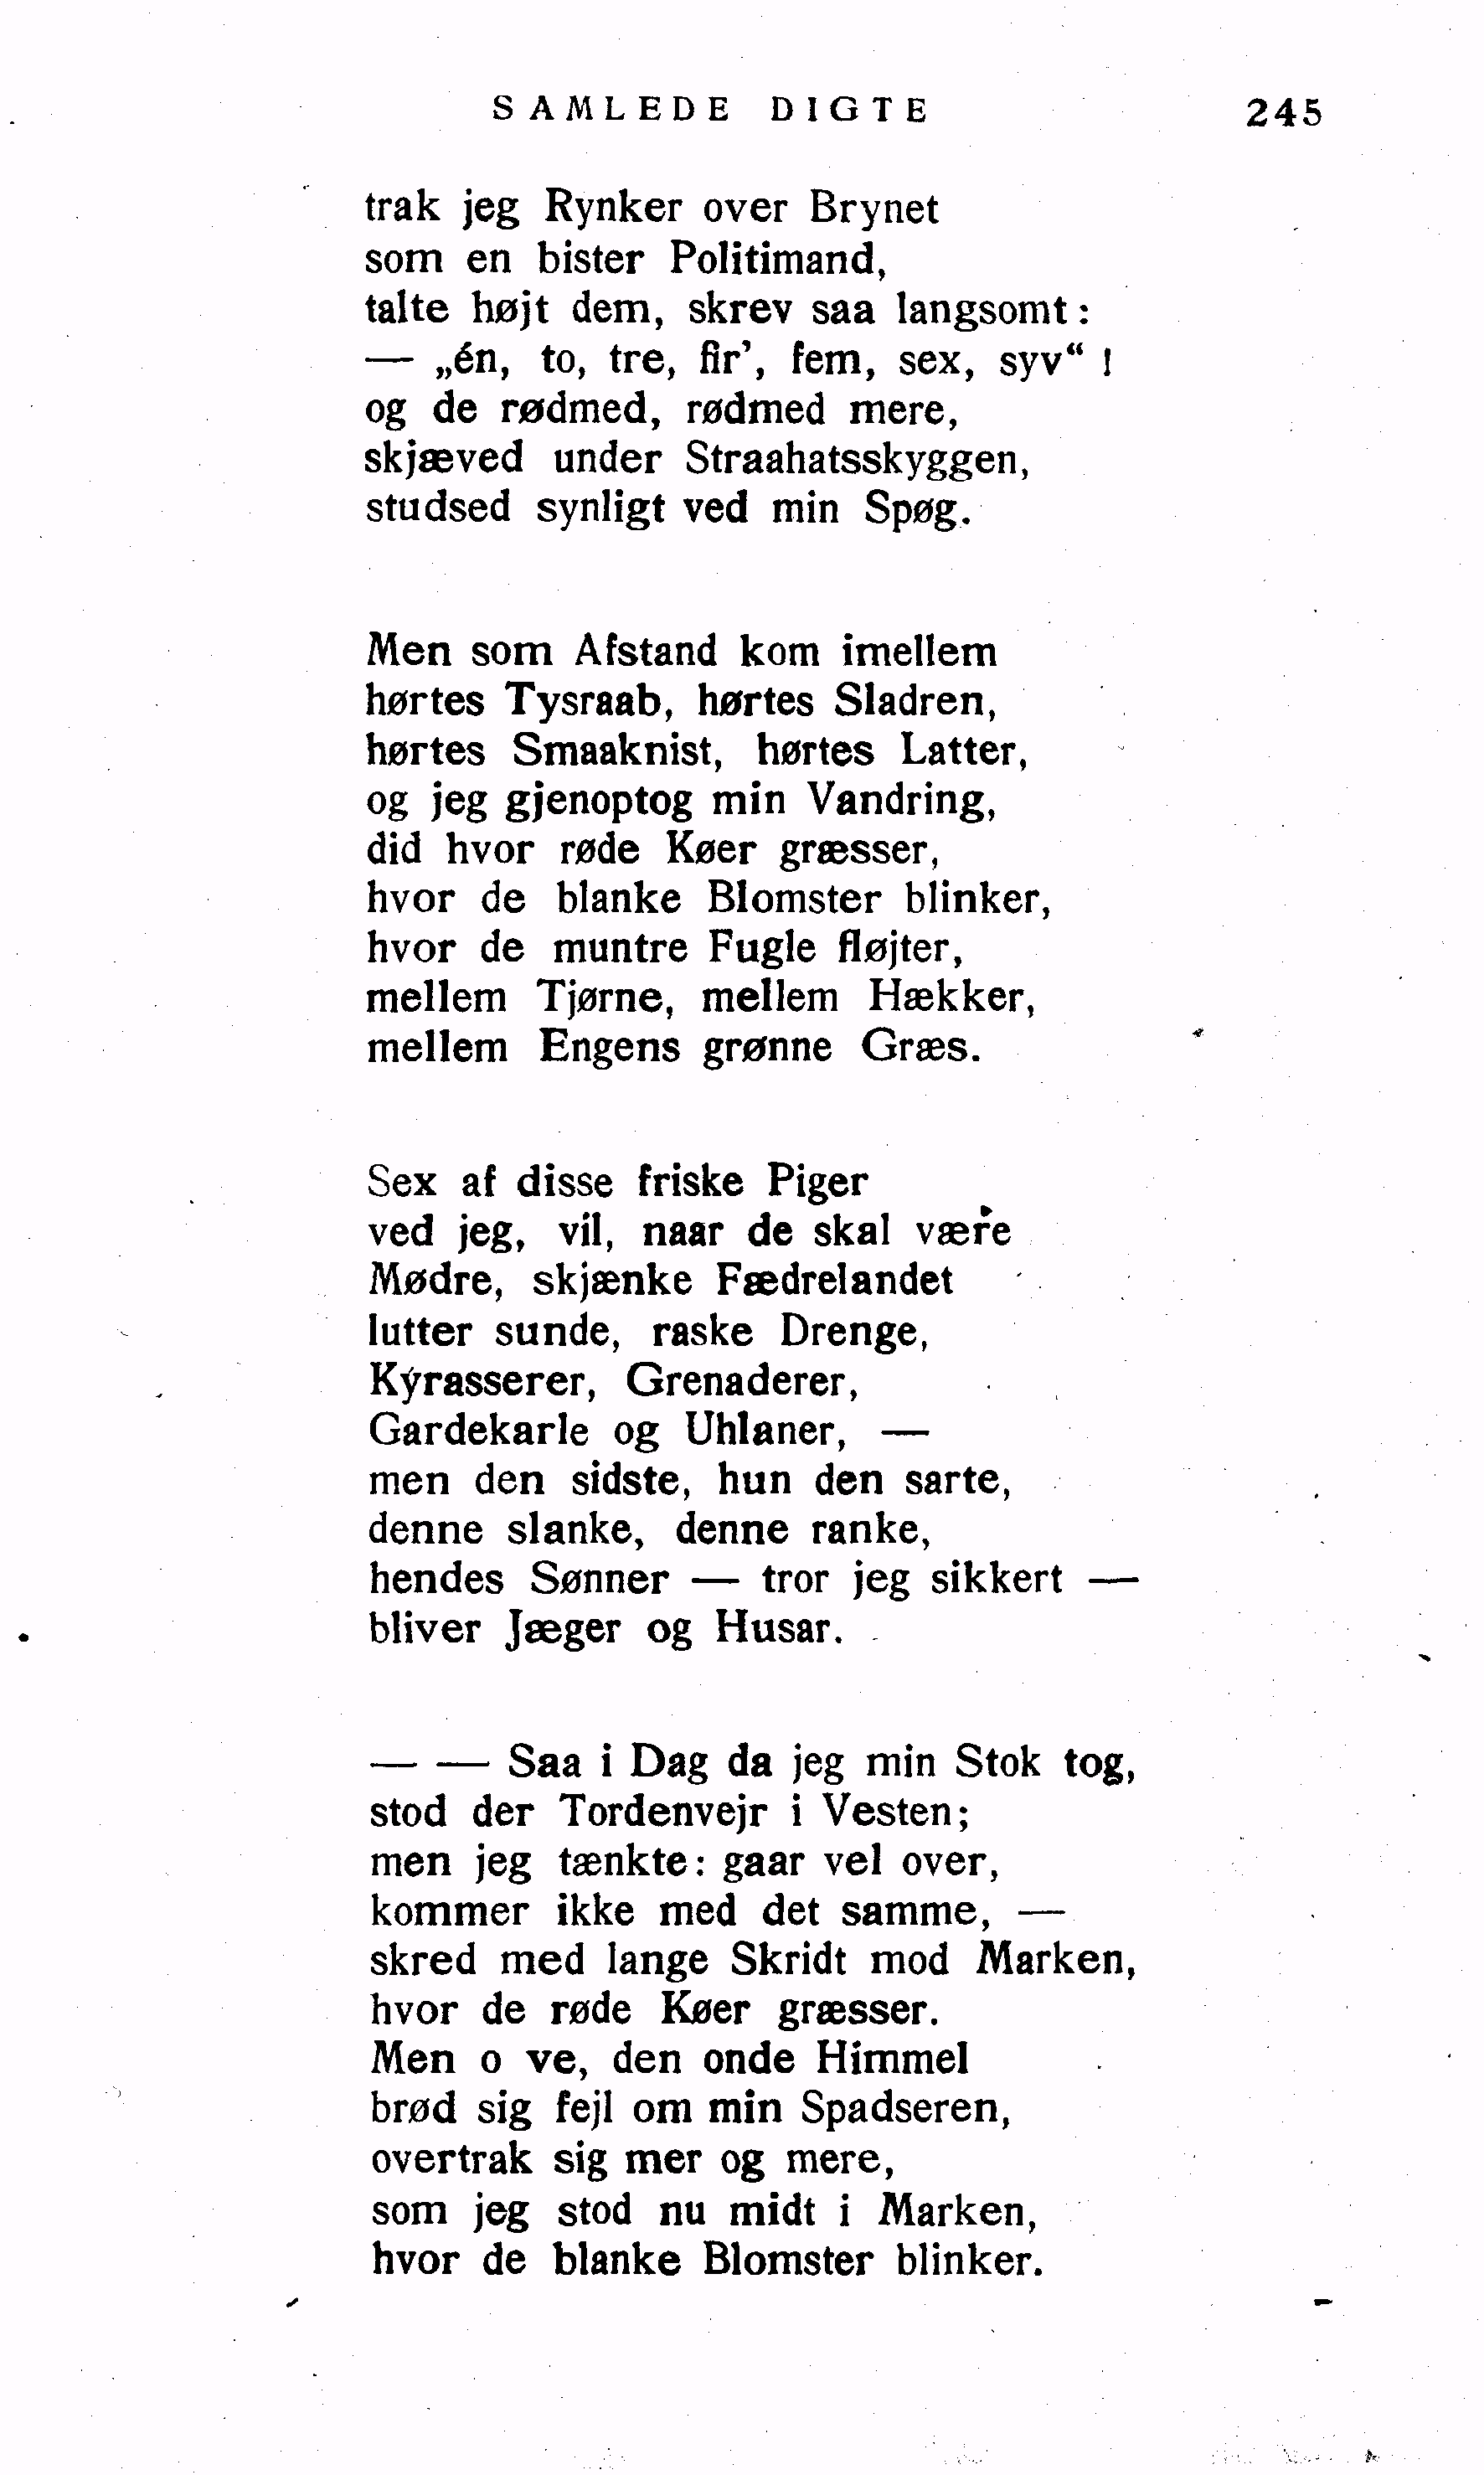 SAMLEDE DIGTE 245
trak jeg Rynker over Brynet
som en bister Politimand,
talte højt dem, skrev saa langsomt:
— „én, to, tre, fir’, fem, sex, syv“ !
og de rødmed, rødmed mere,
skjæved under Straahatsskyggen,
studsed synligt ved min Spøg.
Men som Afstand kom imellem
hørtes Tysraab, hørtes Sladren,
hørtes Smaaknist, hørtes Latter,
og jeg gjenoptog min Vandring,
did hvor røde Køer græsser,
hvor de blanke Blomster blinker,
hvor de muntre Fugle fløjter,
mellem Tjørne, mellem Hækker,
mellem Engens grønne Græs.
Sex af disse friske Piger
ved jeg, vil, naar de skal være
Mødre, skjænke Fædrelandet
lutter sunde, raske Drenge,
Kyrasserer, Grenaderer,
Gardekarle og Uhlaner, —
men den sidste, hun den sarte,
denne slanke, denne ranke,
hendes Sønner — tror jeg sikkert —
bliver Jæger og Husar.
— — Saa i Dag da jeg min Stok tog,
stod der Tordenvejr i Vesten;
men jeg tænkte: gaar vel over,
kommer ikke med det samme, —
skred med lange Skridt mod Marken,
hvor de røde Køer græsser.
Men o ve, den onde Himmel
brød sig fejl om min Spadseren,
overtrak sig mer og mere,
som jeg stod nu midt i Marken,
hvor de blanke Blomster blinker.